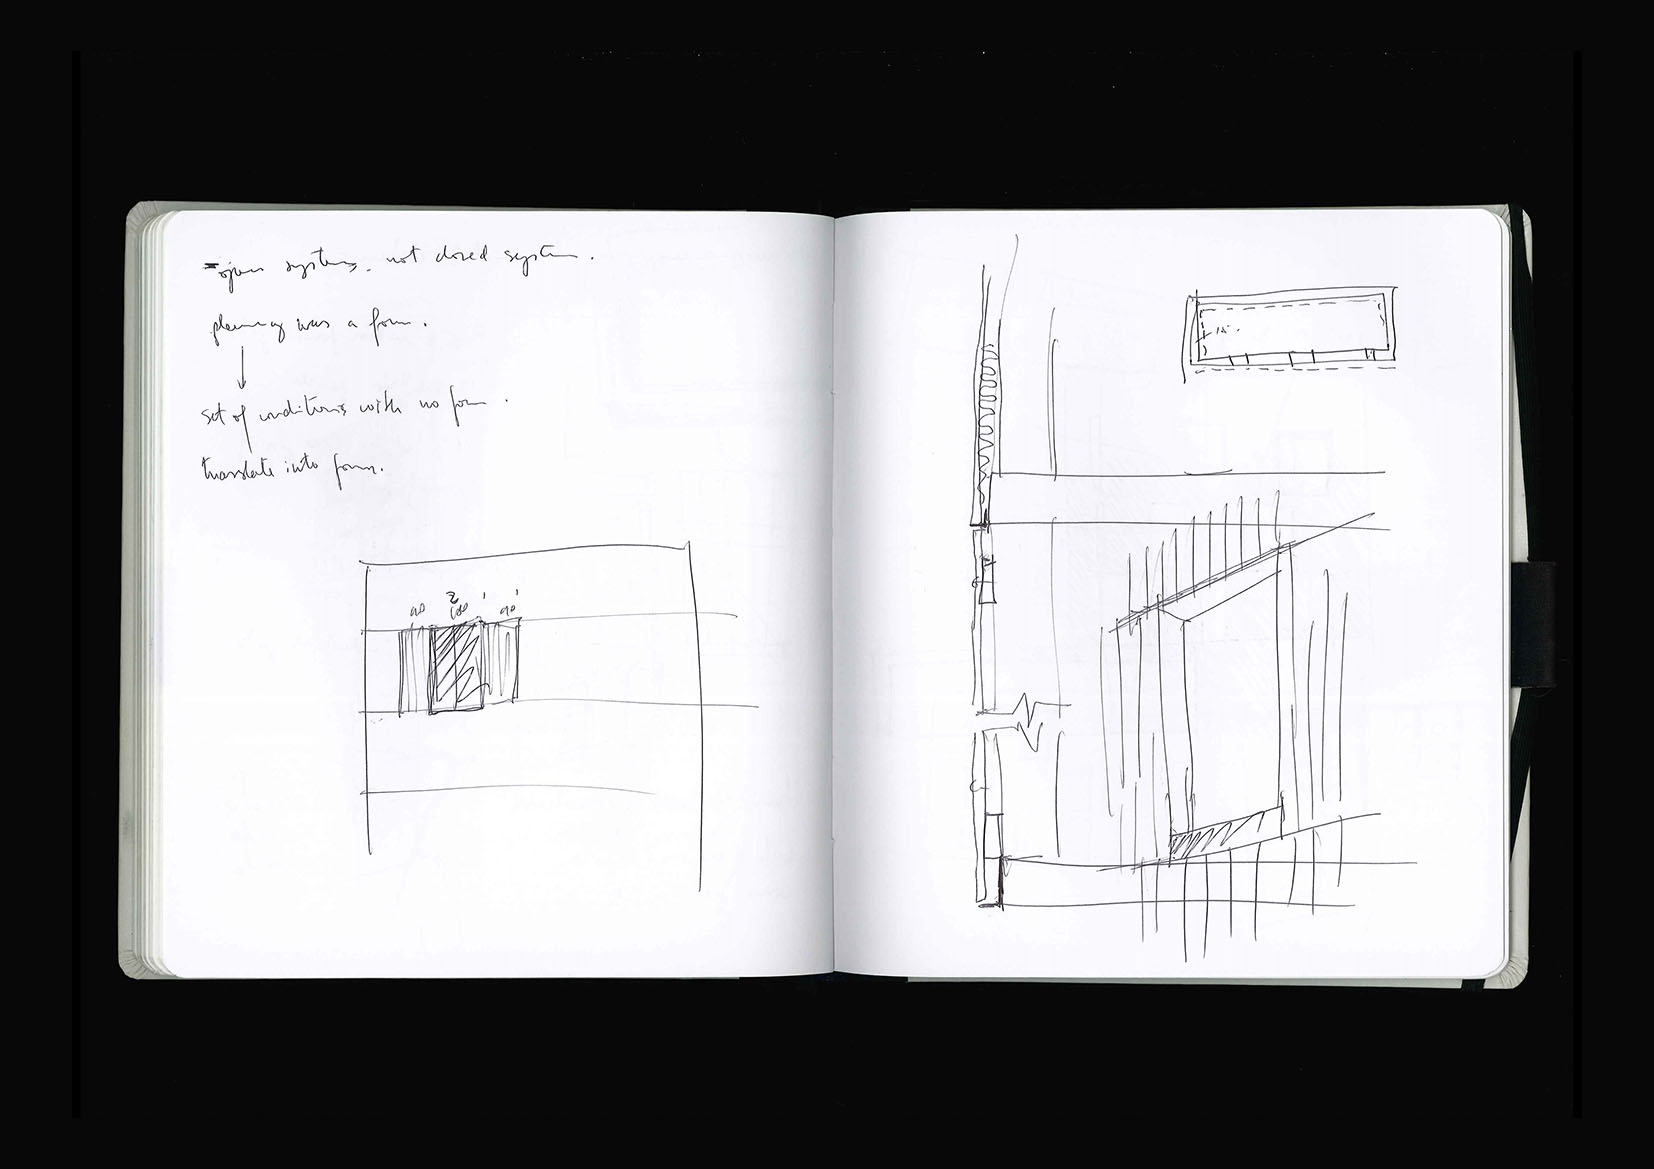 open systems, not closed system.
planning was a form.
set of conditions with no form.
translate into form.
90 2 100 90
15.